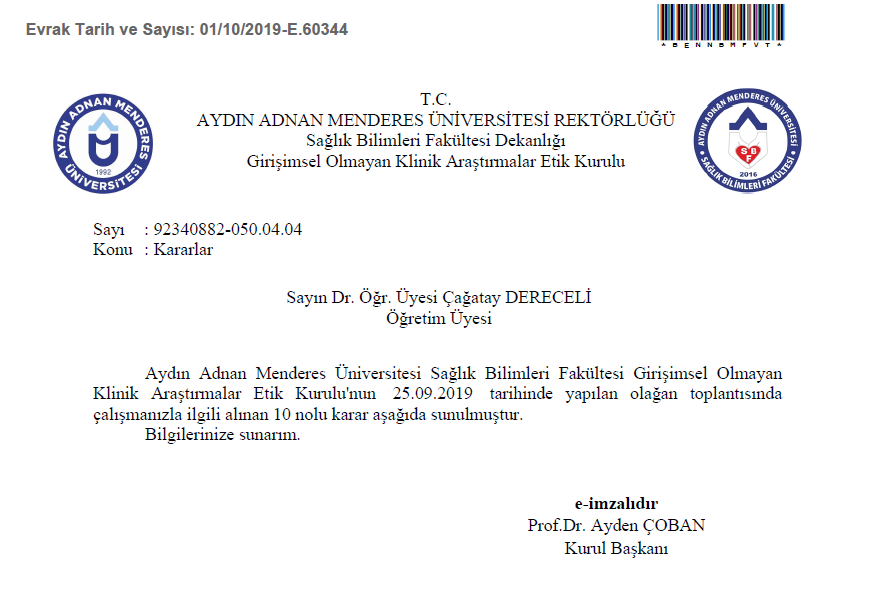 Evrak Tarih ve Sayısı: 01/10/2019-E.60344
*BENNBMFVT*
T.C.
AYDIN ADNAN MENDERES ÜNİVERSİTESİ REKTÖRLÜĞÜ
Sağlık Bilimleri Fakültesi Dekanlığı
Girişimsel Olmayan Klinik Araştırmalar Etik Kurulu
AYDIN ADNAN MENDERES ÜNİVERSİTESİ
1992
AYDIN ADNAN MENDERES ÜNİVERSİTESİ
SAĞLIK BİLİMLERİ FAKÜLTESİ
SBF
2016
Sayı : 92340882-050.04.04
Konu : Kararlar
Sayın Dr. Öğr. Üyesi Çağatay DERECELİ
Öğretim Üyesi
Aydın Adnan Menderes Üniversitesi Sağlık Bilimleri Fakültesi Girişimsel Olmayan
Klinik Araştırmalar Etik Kurulu'nun 25.09.2019 tarihinde yapılan olağan toplantısında
çalışmanızla ilgili alınan 10 nolu karar aşağıda sunulmuştur.
Bilgilerinize sunarım.
e-imzalıdır
Prof.Dr. Ayden ÇOBAN
Kurul Başkanı